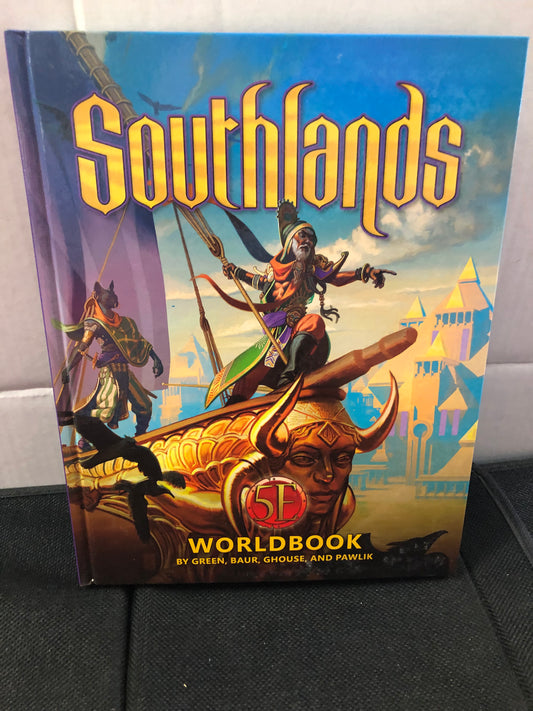 Southlands
5E
WORLDBOOK
BY GREEN, BAUR, GHOUSE, AND PAWLIK